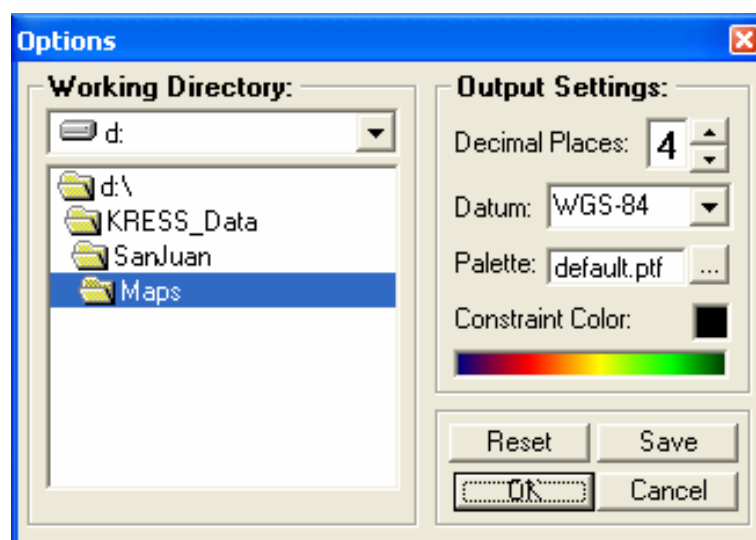 Options
Working Directory:
d:
d:\
KRESS_Data
SanJuan
Maps
Output Settings:
Decimal Places: 4
Datum: WGS-84
Palette: default.ptf ...
Constraint Color:
Reset Save
OK Cancel